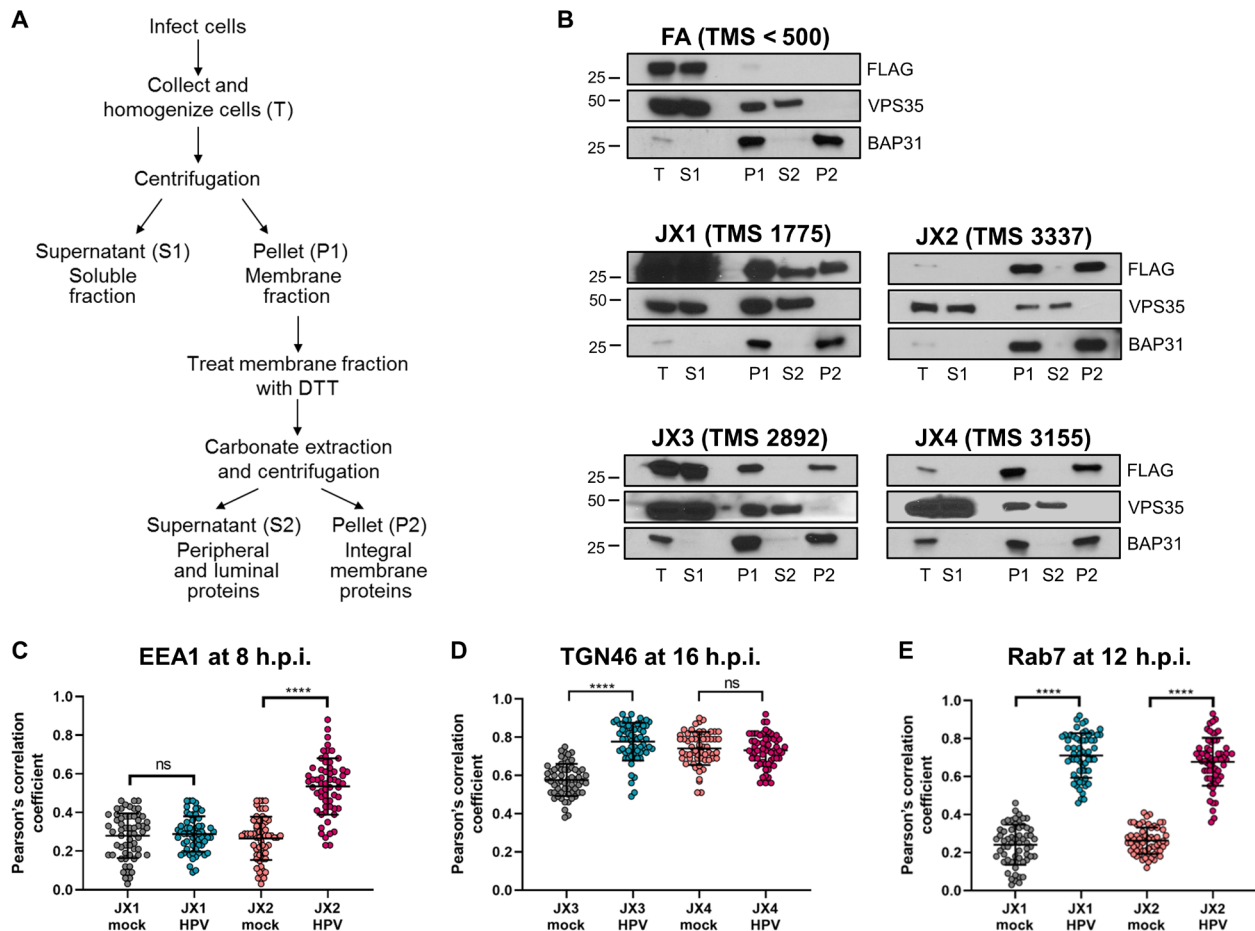 A
Infect cells
Collect and
homogenize cells (T)
Centrifugation
Supernatant (S1)
Soluble
fraction
Pellet (P1)
Membrane
fraction
Treat membrane fraction
with DTT
Carbonate extraction
and centrifugation
Supernatant (S2)
Peripheral
and luminal
proteins
Pellet (P2)
Integral
membrane
proteins
B
FA (TMS < 500)
25
FLAG
50
VPS35
25
BAP31
T S1 P1 S2 P2
JX1 (TMS 1775)
25
50
25
T S1 P1 S2 P2
JX2 (TMS 3337)
FLAG
VPS35
BAP31
T S1 P1 S2 P2
JX3 (TMS 2892)
25
50
25
T S1 P1 S2 P2
JX4 (TMS 3155)
FLAG
VPS35
BAP31
T S1 P1 S2 P2
C
EEA1 at 8 h.p.i.
Pearson's correlation
coefficient
1.0
0.8
0.6
0.4
0.2
0.0
ns
****
JX1
mock
JX1
HPV
JX2
mock
JX2
HPV
D
TGN46 at 16 h.p.i.
Pearson's correlation
coefficient
1.0
0.8
0.6
0.4
0.2
0.0
****
ns
JX3
mock
JX3
HPV
JX4
mock
JX4
HPV
E
Rab7 at 12 h.p.i.
Pearson's correlation
coefficient
1.0
0.8
0.6
0.4
0.2
0.0
****
****
JX1
mock
JX1
HPV
JX2
mock
JX2
HPV